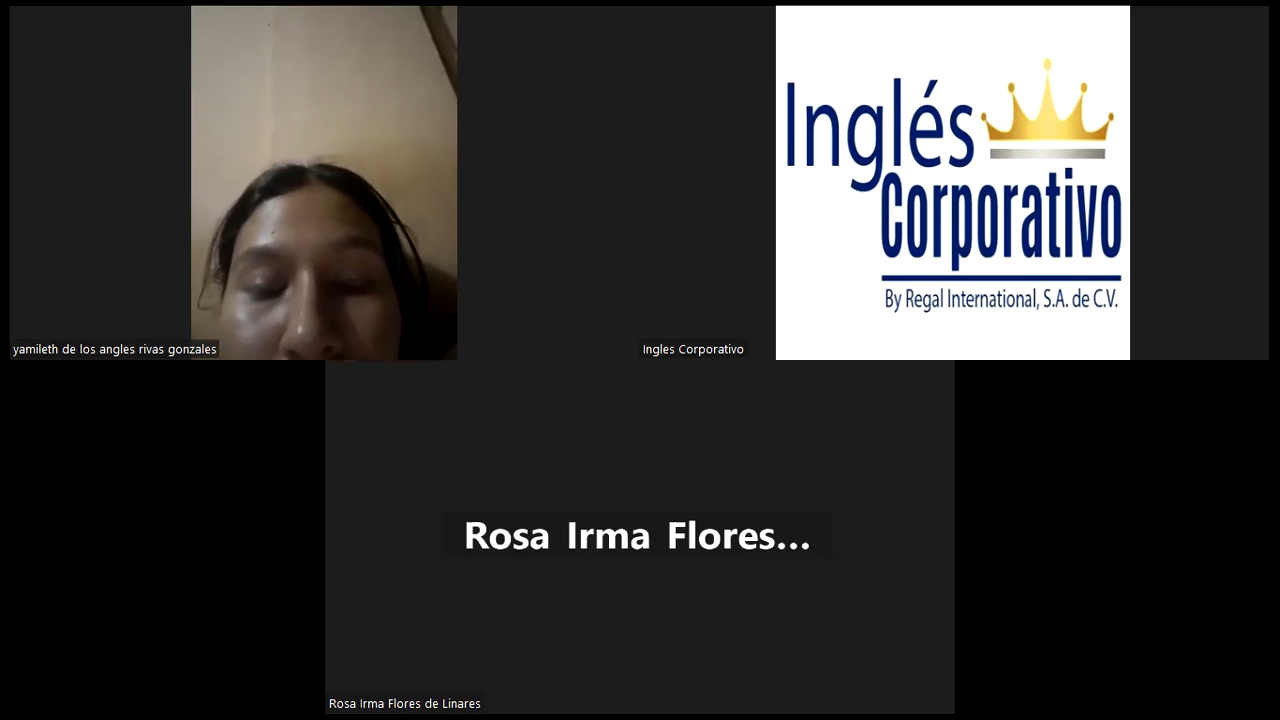 Inglés
Corporativo
By Regal International, S.A. de C.V.
yamileth de los angles rivas gonzales
Ingles Corporativo
Rosa Irma Flores...
Rosa Irma Flores de Linares